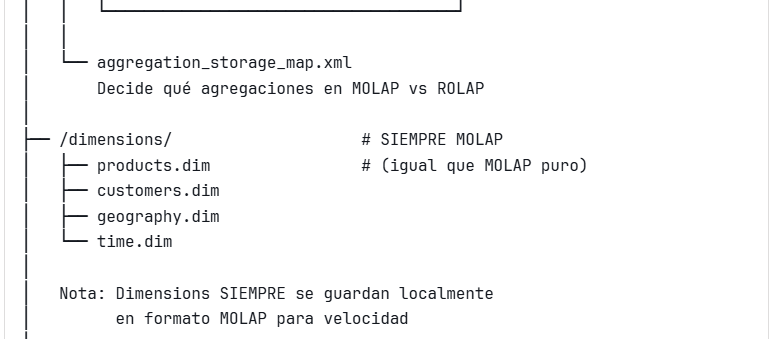 aggregation_storage_map.xml
Decide qué agregaciones en MOLAP vs ROLAP
/dimensions/ # SIEMPRE MOLAP
products.dim # (igual que MOLAP puro)
customers.dim
geography.dim
time.dim
Nota: Dimensions SIEMPRE se guardan localmente
en formato MOLAP para velocidad